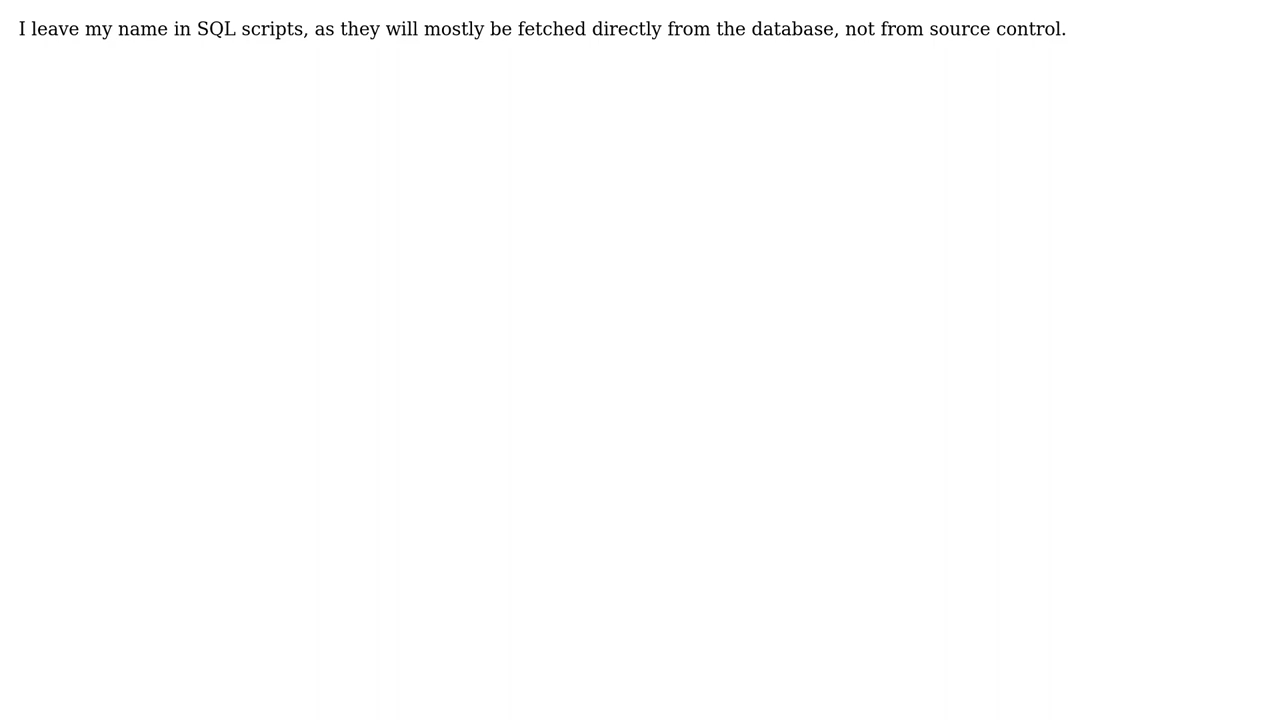 I leave my name in SQL scripts, as they will mostly be fetched directly from the database, not from source control.